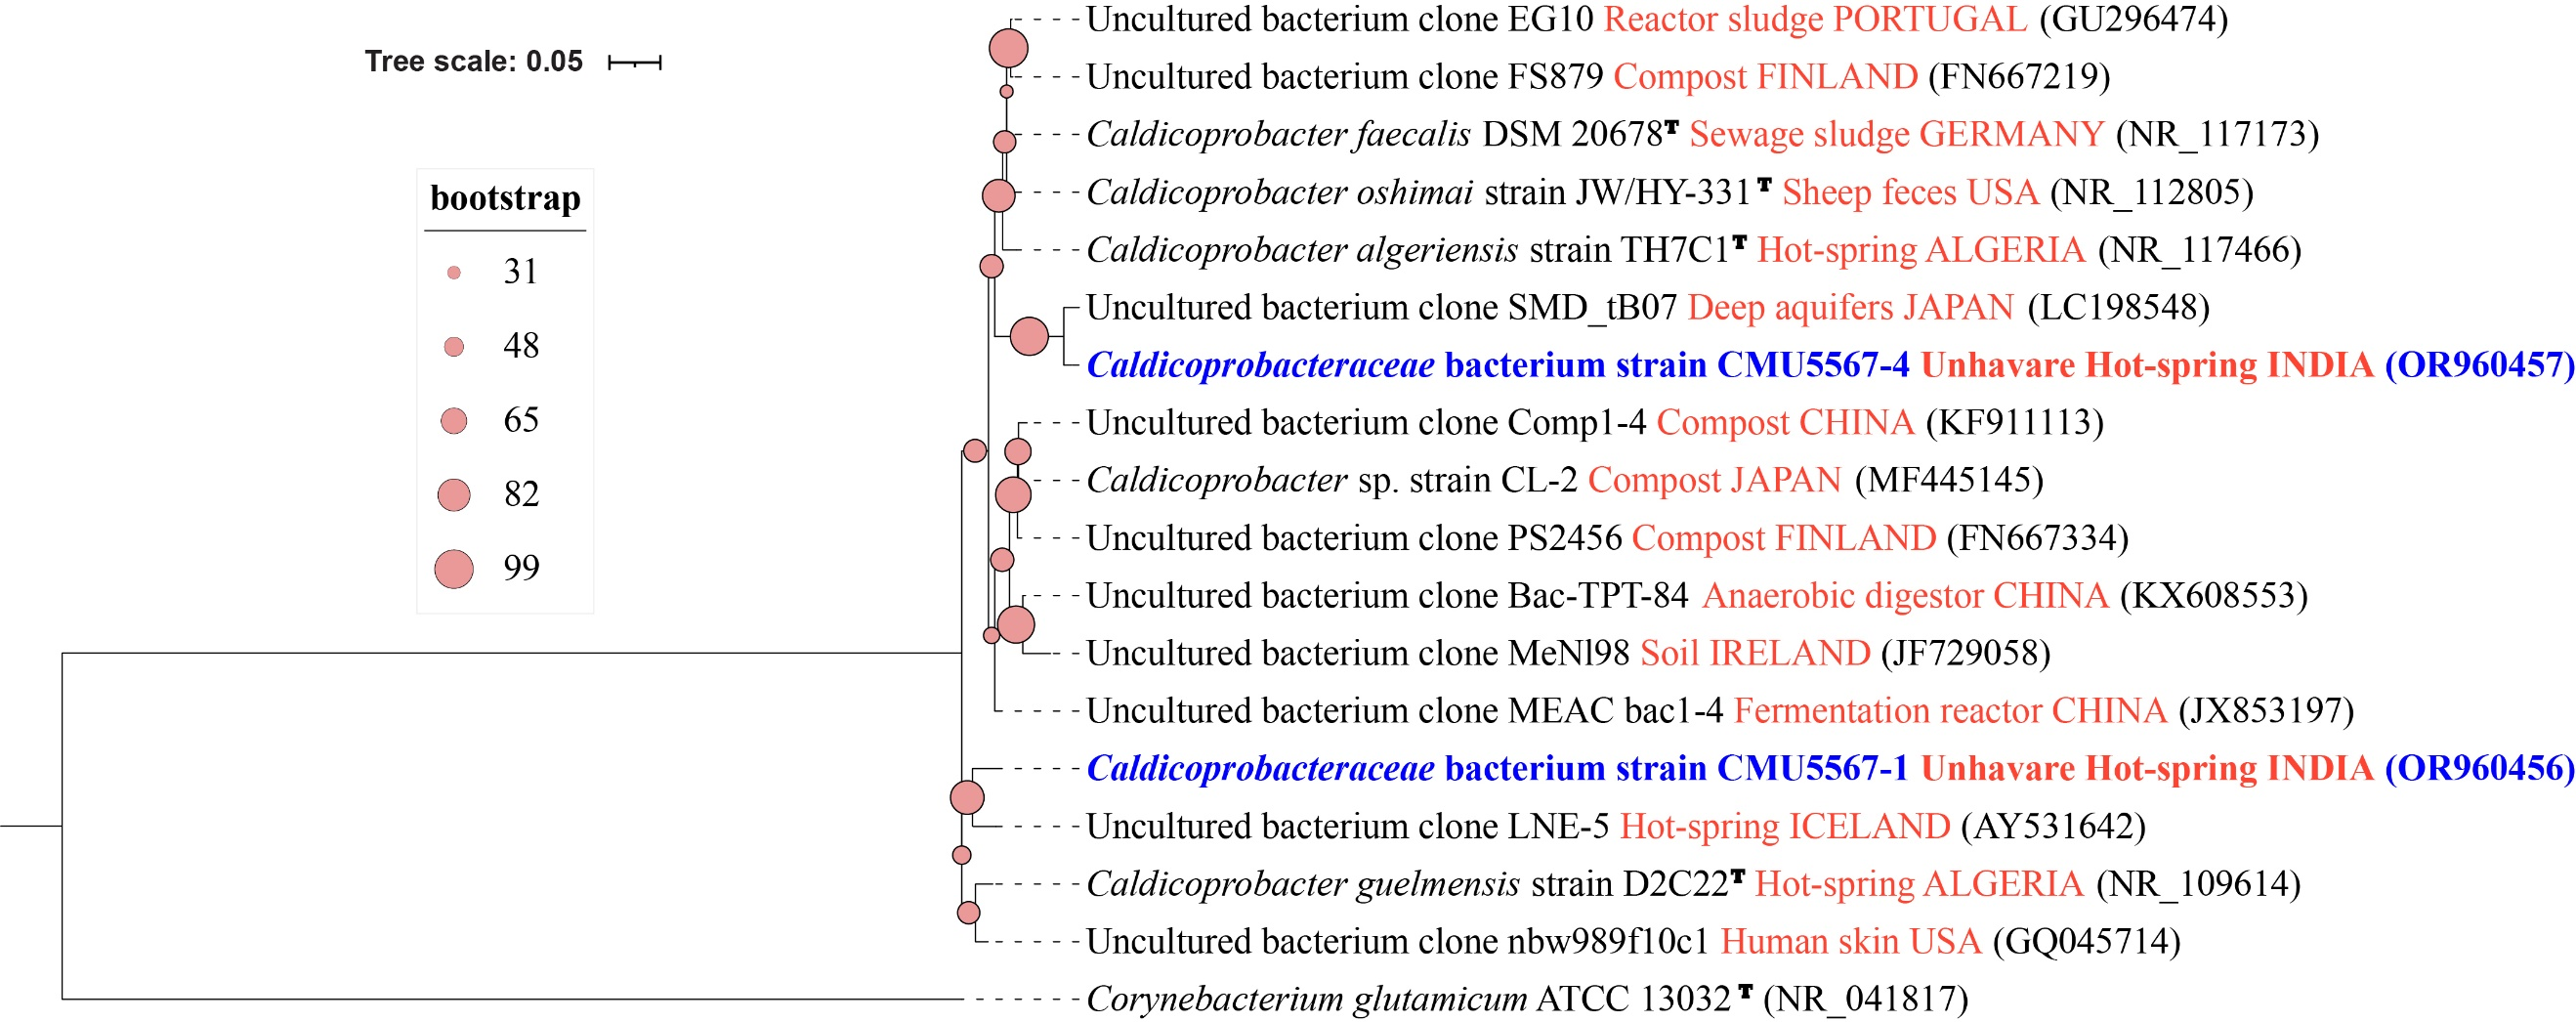 Uncultured bacterium clone EG10 Reactor sludge PORTUGAL (GU296474)
Tree scale: 0.05
Uncultured bacterium clone FS879 Compost FINLAND (FN667219)
Caldicoprobacter faecalis DSM 20678ᵀ Sewage sludge GERMANY (NR_117173)
Caldicoprobacter oshimai strain JW/HY-331ᵀ Sheep feces USA (NR_112805)
Caldicoprobacter algeriensis strain TH7C1ᵀ Hot-spring ALGERIA (NR_117466)
Uncultured bacterium clone SMD_tB07 Deep aquifers JAPAN (LC198548)
Caldicoprobacteraceae bacterium strain CMU5567-4 Unhavare Hot-spring INDIA (OR960457)
Uncultured bacterium clone Comp1-4 Compost CHINA (KF911113)
Caldicoprobacter sp. strain CL-2 Compost JAPAN (MF445145)
Uncultured bacterium clone PS2456 Compost FINLAND (FN667334)
Uncultured bacterium clone Bac-TPT-84 Anaerobic digestor CHINA (KX608553)
Uncultured bacterium clone MeNl98 Soil IRELAND (JF729058)
Uncultured bacterium clone MEAC bac1-4 Fermentation reactor CHINA (JX853197)
Caldicoprobacteraceae bacterium strain CMU5567-1 Unhavare Hot-spring INDIA (OR960456)
Uncultured bacterium clone LNE-5 Hot-spring ICELAND (AY531642)
Caldicoprobacter guelmensis strain D2C22ᵀ Hot-spring ALGERIA (NR_109614)
Uncultured bacterium clone nbw989f10c1 Human skin USA (GQ045714)
Corynebacterium glutamicum ATCC 13032ᵀ (NR_041817)
bootstrap
31
48
65
82
99